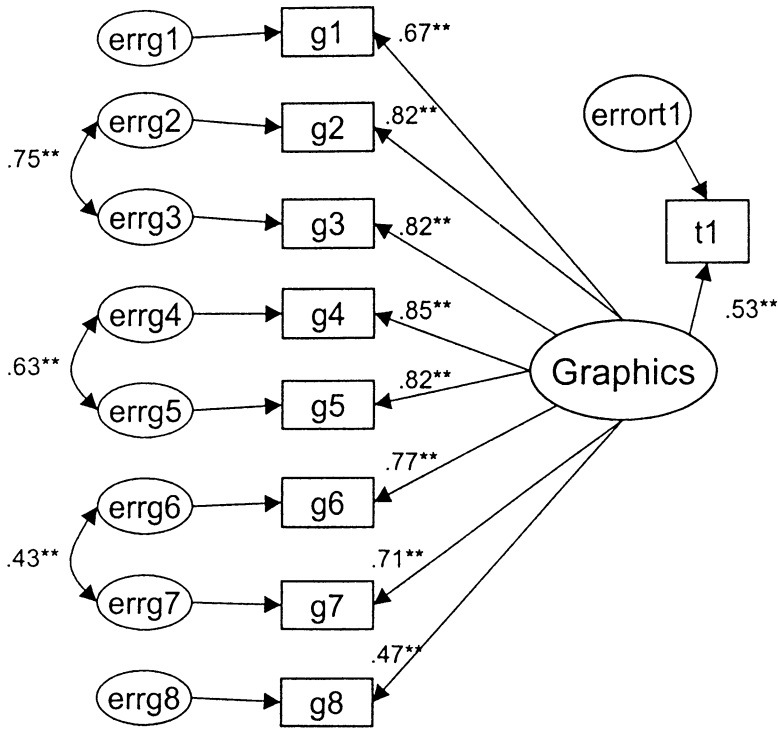 errg1
g1
.67**
errg2
g2
.82**
errort1
.75**
errg3
g3
.82**
t1
errg4
g4
.85**
.53**
.63**
Graphics
errg5
g5
.82**
errg6
g6
.77**
.43**
errg7
g7
.71**
errg8
g8
.47**